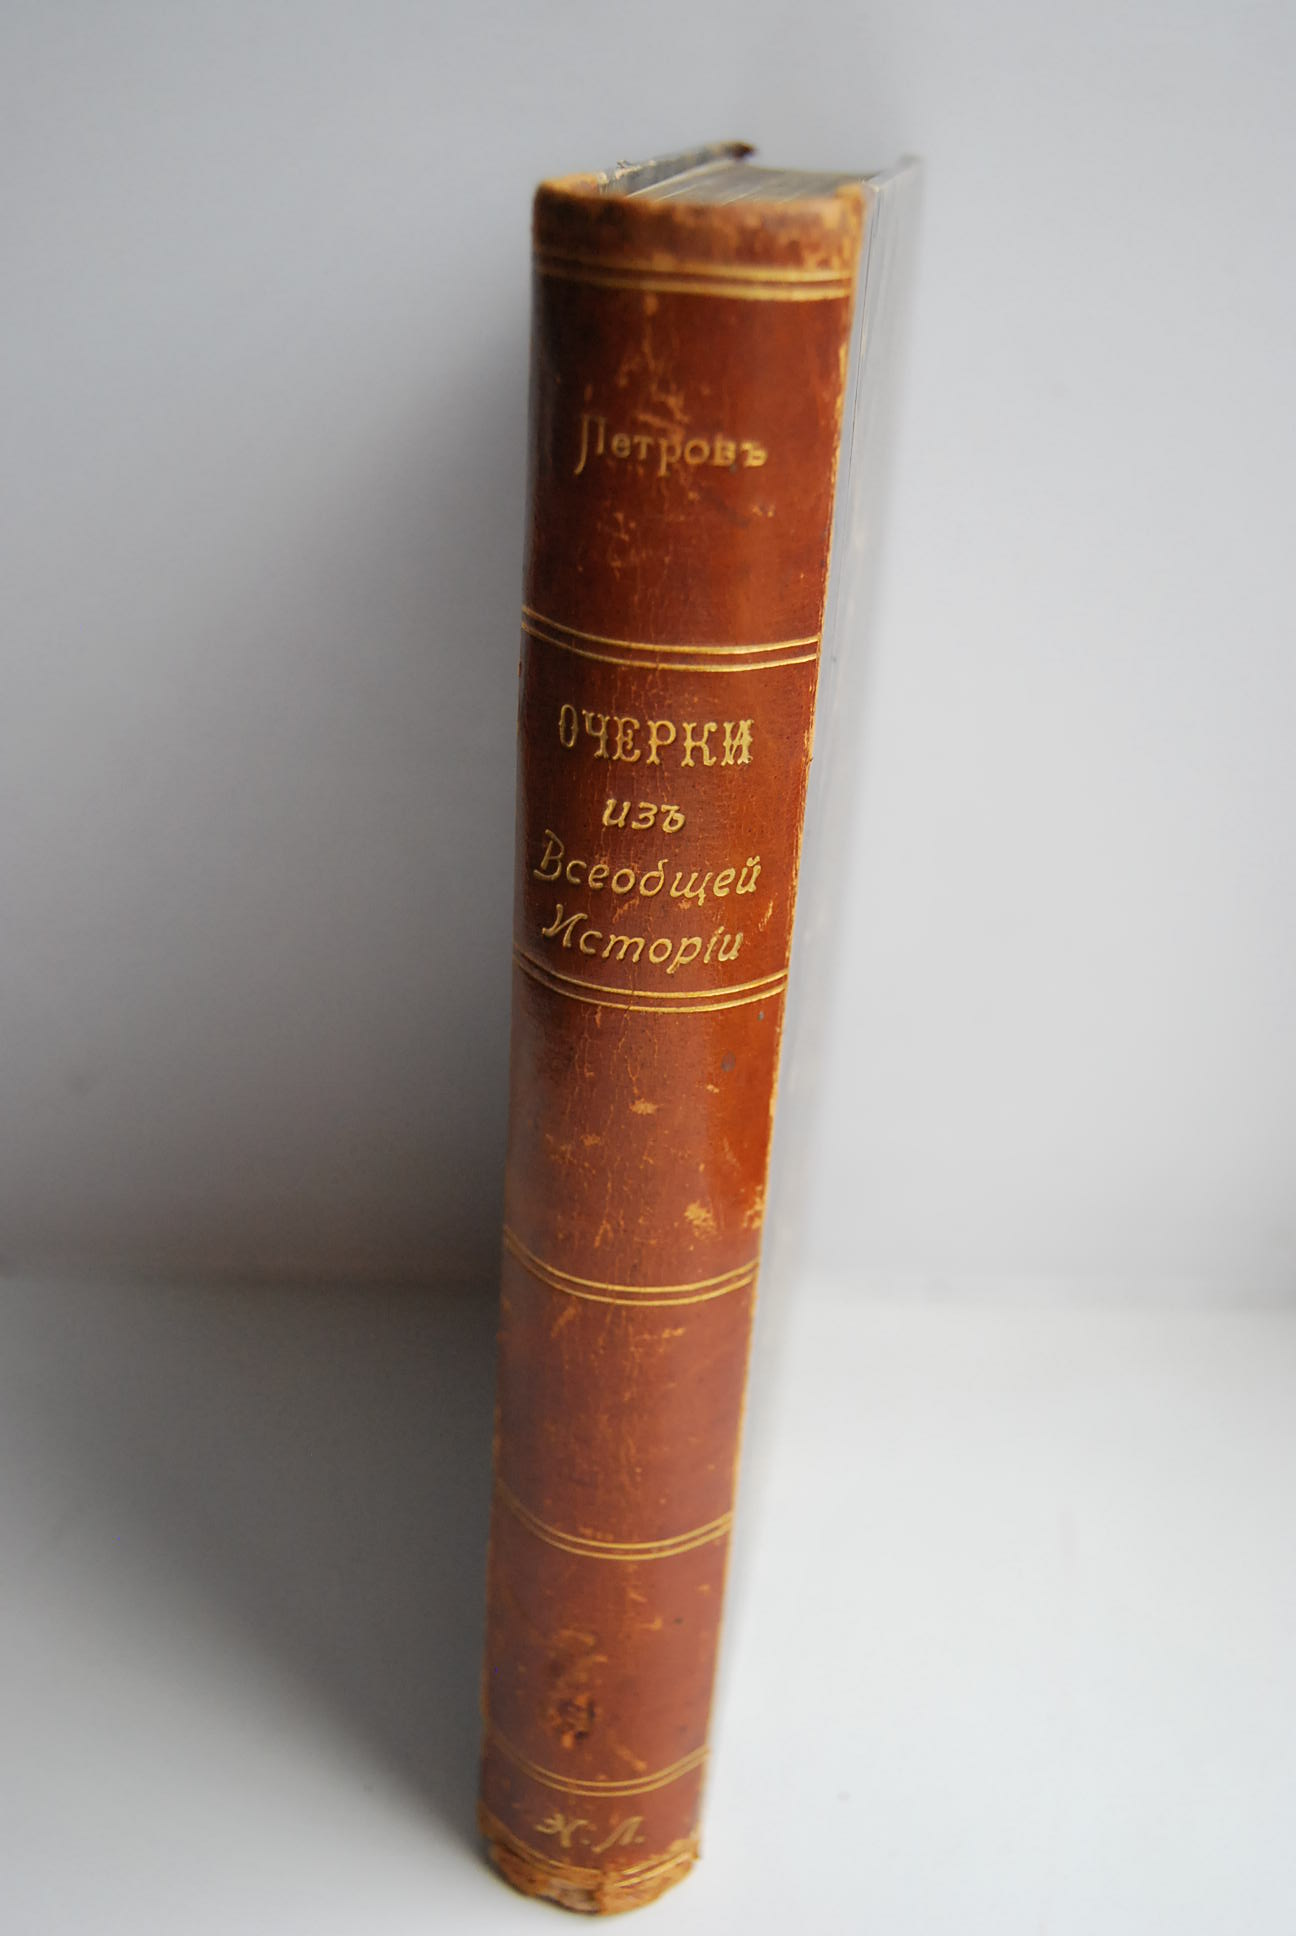 Петровъ
ОЧЕРКИ
изъ
Всеобщей
Исторіи